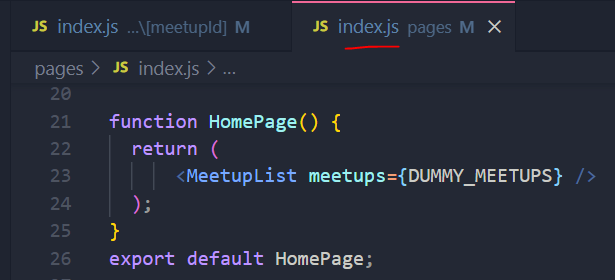 JS index.js ...\[meetupId] M JS index.js pages M ×
pages > JS index.js > ...
20
21 function HomePage() {
22 return (
23 <MeetupList meetups={DUMMY_MEETUPS} />
24 );
25 }
26 export default HomePage;